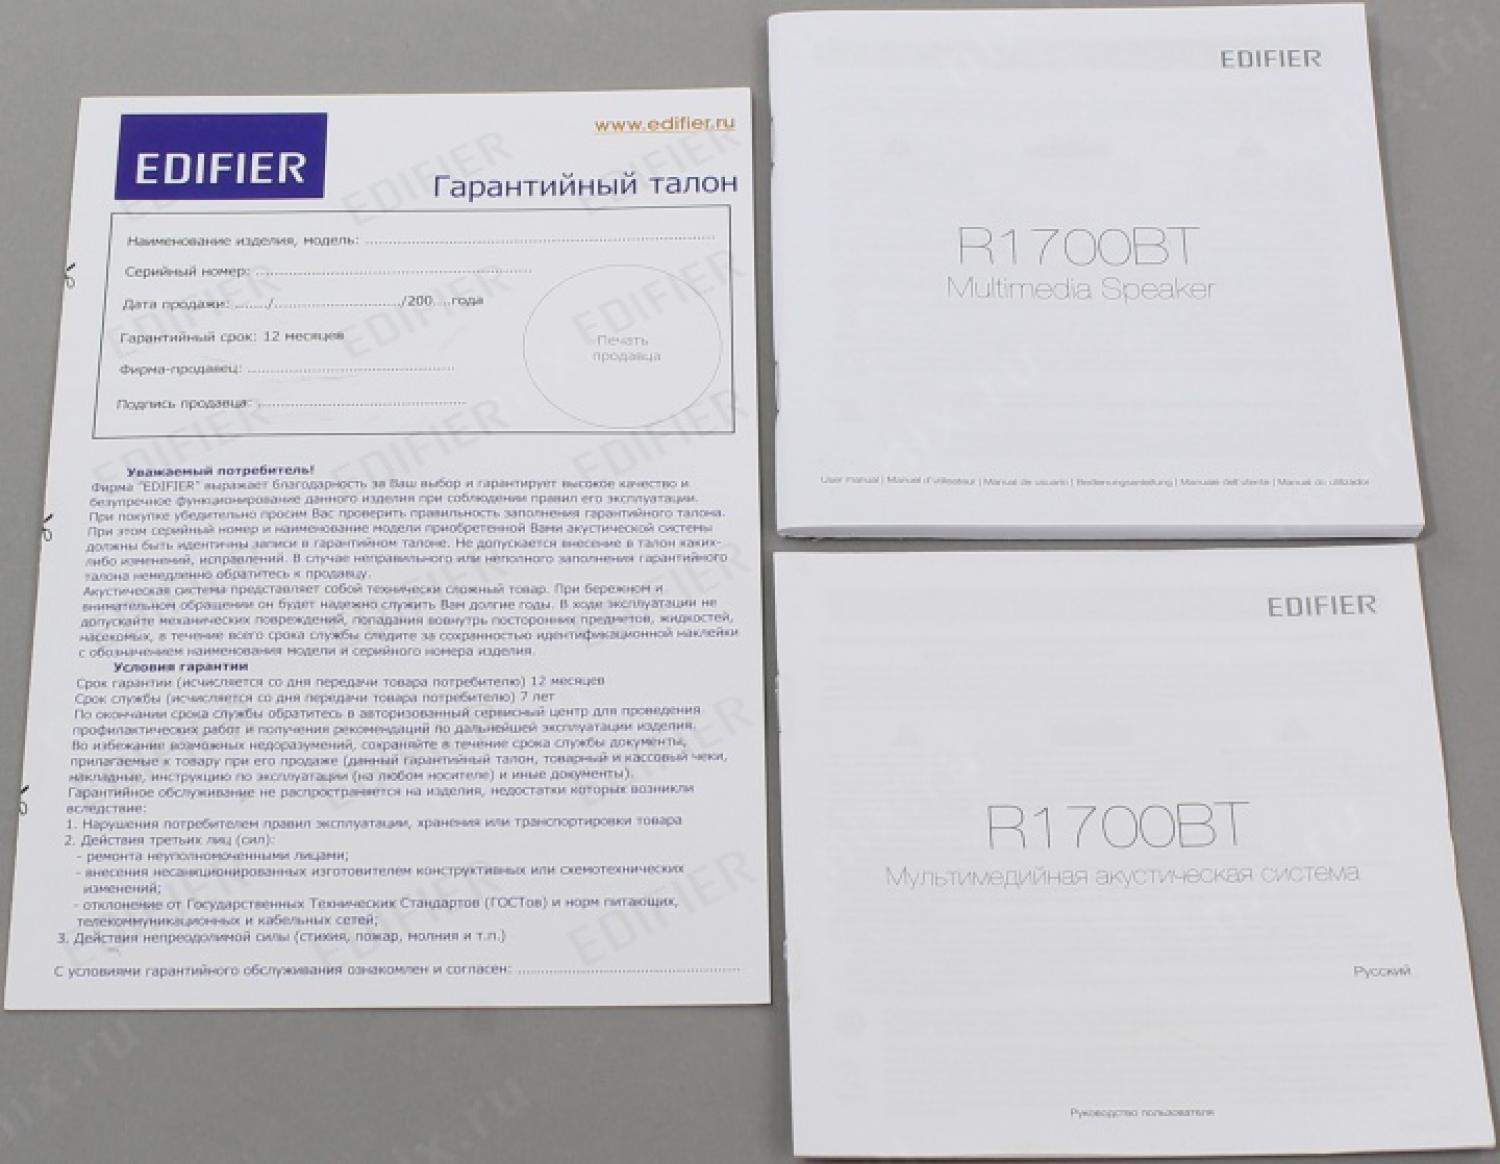 EDIFIER
www.edifier.ru
Гарантийный талон
Наименование изделия, модель:
Серийный номер:
Дата продажи: ......./............................/200....года
Гарантийный срок: 12 месяцев
Фирма-продавец:
Подпись продавца:
Печать
продавца
Уважаемый потребитель!
Фирма "EDIFIER" выражает благодарность за Ваш выбор и гарантирует высокое качество и
безупречное функционирование данного изделия при соблюдении правил его эксплуатации.
При покупке убедительно просим Вас проверить правильность заполнения гарантийного талона.
При этом серийный номер и наименование модели приобретенной Вами акустической системы
должны быть идентичны записи в гарантийном талоне. Не допускается внесение в талон каких-
либо изменений, исправлений. В случае неправильного или неполного заполнения гарантийного
талона немедленно обратитесь к продавцу.
Акустическая система представляет собой технически сложный товар. При бережном и
внимательном обращении он будет надежно служить Вам долгие годы. В ходе эксплуатации не
допускайте механических повреждений, попадания вовнутрь посторонних предметов, жидкостей,
насекомых, в течение всего срока службы следите за сохранностью идентификационной наклейки
с обозначением наименования модели и серийного номера изделия.
Условия гарантии
Срок гарантии (исчисляется со дня передачи товара потребителю) 12 месяцев
Срок службы (исчисляется со дня передачи товара потребителю) 7 лет
По окончании срока службы обратитесь в авторизованный сервисный центр для проведения
профилактических работ и получения рекомендаций по дальнейшей эксплуатации изделия.
Во избежание возможных недоразумений, сохраняйте в течение срока службы документы,
прилагаемые к товару при его продаже (данный гарантийный талон, товарный и кассовый чеки,
накладные, инструкцию по эксплуатации (на любом носителе) и иные документы).
Гарантийное обслуживание не распространяется на изделия, недостатки которых возникли
вследствие:
1. Нарушения потребителем правил эксплуатации, хранения или транспортировки товара
2. Действия третьих лиц (сил):
- ремонта неуполномоченными лицами;
- внесения несанкционированных изготовителем конструктивных или схемотехнических
изменений;
- отклонение от Государственных Технических Стандартов (ГОСТов) и норм питающих,
телекоммуникационных и кабельных сетей;
3. Действия непреодолимой силы (стихия, пожар, молния и т.п.)
С условиями гарантийного обслуживания ознакомлен и согласен:
EDIFIER
R1700BT
Multimedia Speaker
User manual | Manuel d'utilisateur | Manual de usuario | Bedienungsanleitung | Manuale dell'utente | Manual do utilizador
EDIFIER
R1700BT
Мультимедийная акустическая система
Русский
Руководство пользователя